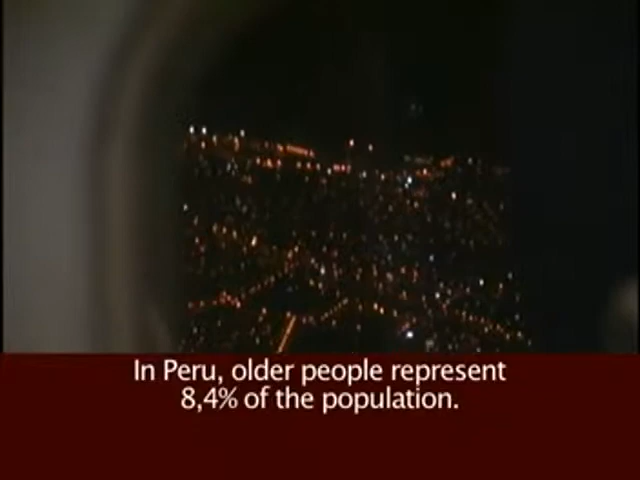 In Peru, older people represent
8,4% of the population.